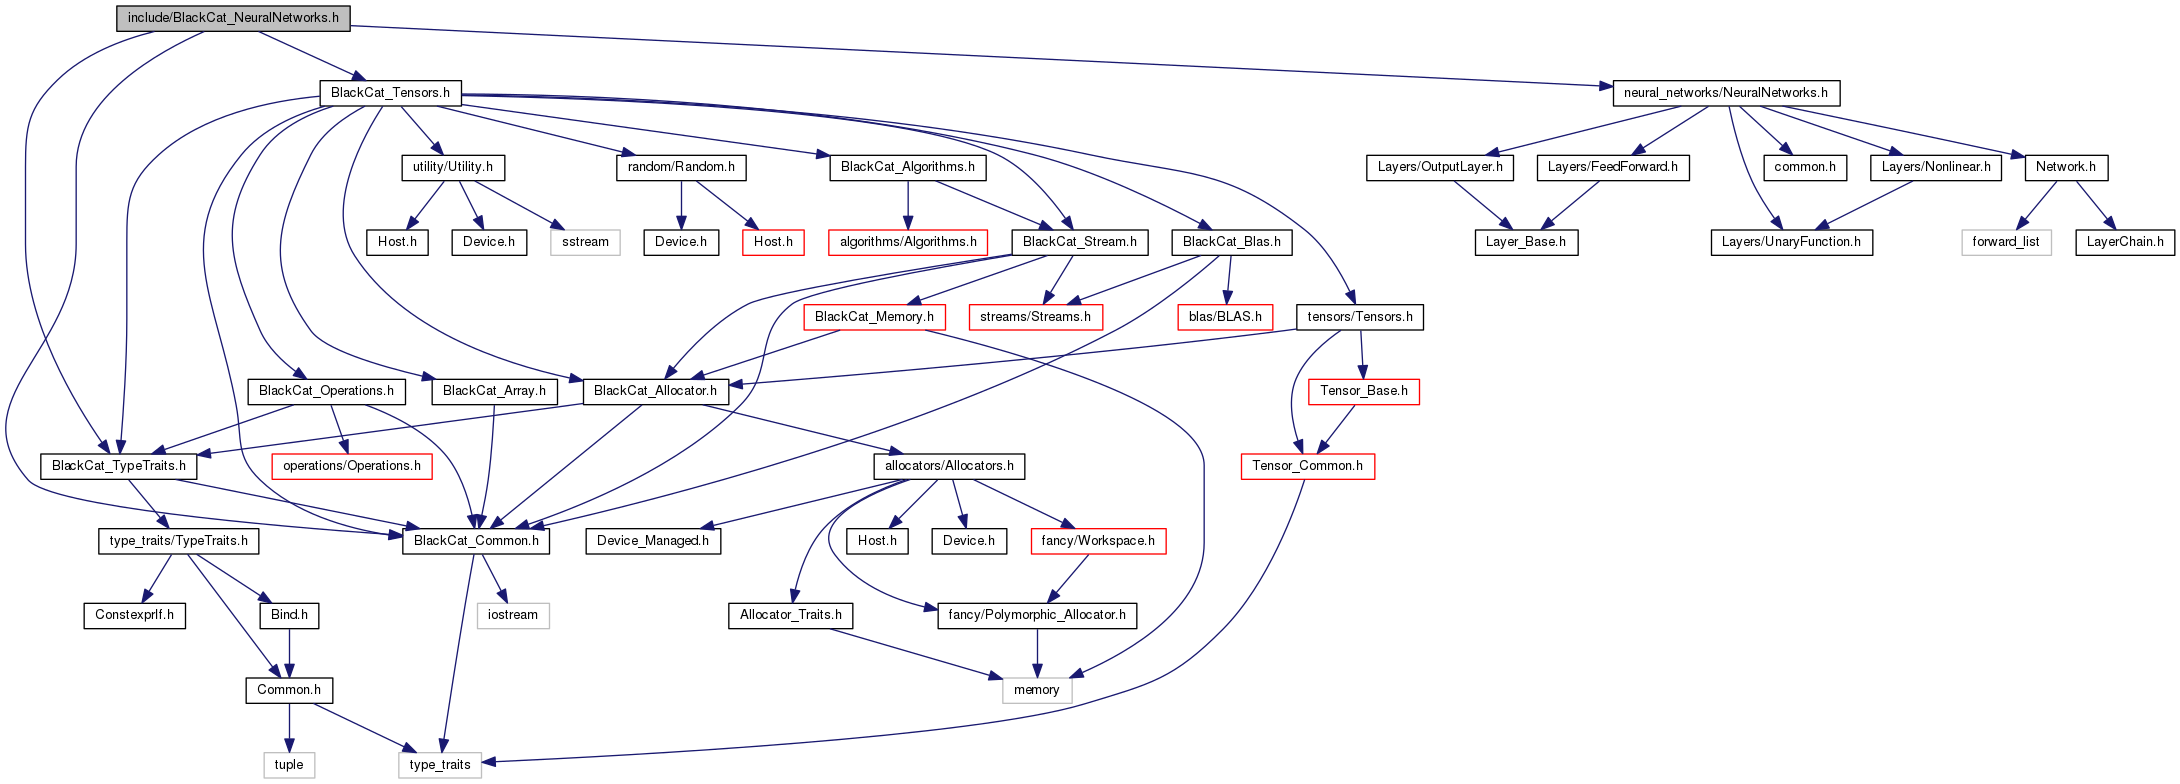 include/BlackCat_NeuralNetworks.h
BlackCat_Tensors.h
neural_networks/NeuralNetworks.h
utility/Utility.h
random/Random.h
BlackCat_Algorithms.h
Layers/OutputLayer.h
Layers/FeedForward.h
common.h
Layers/Nonlinear.h
Network.h
Host.h
Device.h
sstream
Device.h
Host.h
algorithms/Algorithms.h
BlackCat_Stream.h
BlackCat_Blas.h
Layer_Base.h
Layers/UnaryFunction.h
forward_list
LayerChain.h
BlackCat_Memory.h
streams/Streams.h
blas/BLAS.h
tensors/Tensors.h
BlackCat_Operations.h
BlackCat_Array.h
BlackCat_Allocator.h
Tensor_Base.h
BlackCat_TypeTraits.h
operations/Operations.h
allocators/Allocators.h
Tensor_Common.h
type_traits/TypeTraits.h
BlackCat_Common.h
Device_Managed.h
Host.h
Device.h
fancy/Workspace.h
ConstexprIf.h
Bind.h
iostream
Allocator_Traits.h
fancy/Polymorphic_Allocator.h
Common.h
memory
tuple
type_traits